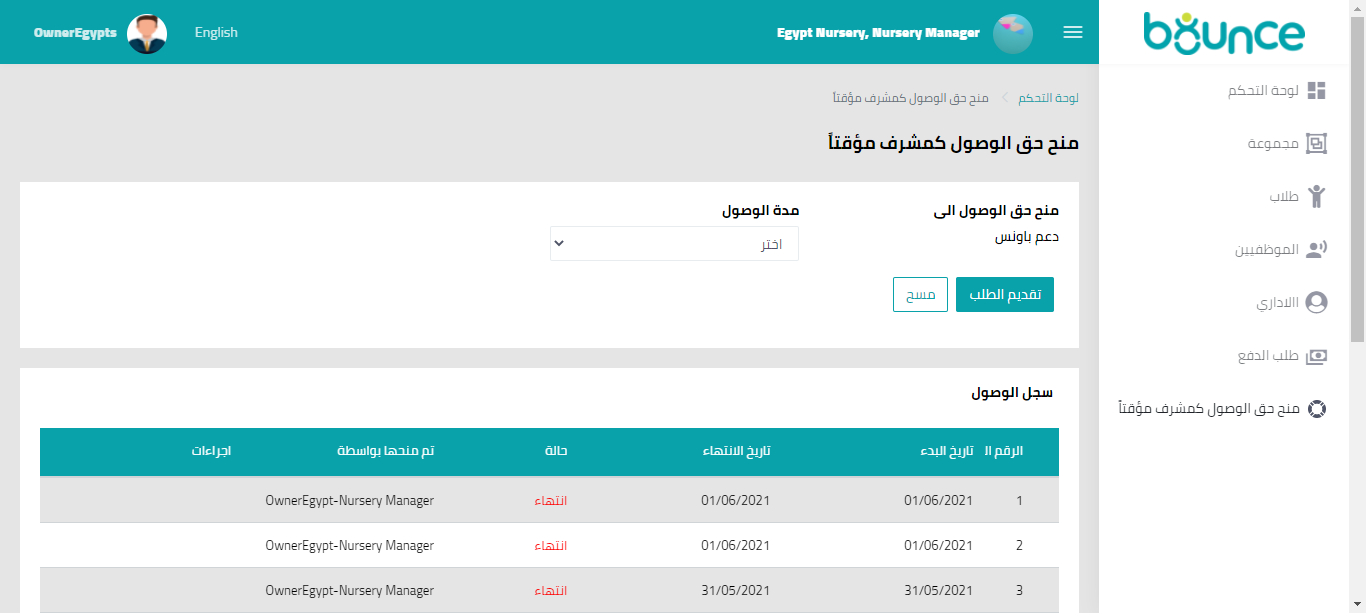 bounce
Egypt Nursery, Nursery Manager
English
OwnerEgypts
لوحة التحكم
مجموعة
طلاب
الموظفيين
االاداري
طلب الدفع
منح حق الوصول كمشرف مؤقتاً
لوحة التحكم
منح حق الوصول كمشرف مؤقتاً
منح حق الوصول كمشرف مؤقتاً
منح حق الوصول الى
مدة الوصول
دعم باونس
اختر
تقديم الطلب
مسح
سجل الوصول
الرقم ال تاريخ البدء تاريخ الانتهاء حالة تم منحها بواسطة اجراءات
1 01/06/2021 01/06/2021 انتهاء OwnerEgypt-Nursery Manager
2 01/06/2021 01/06/2021 انتهاء OwnerEgypt-Nursery Manager
3 31/05/2021 31/05/2021 انتهاء OwnerEgypt-Nursery Manager